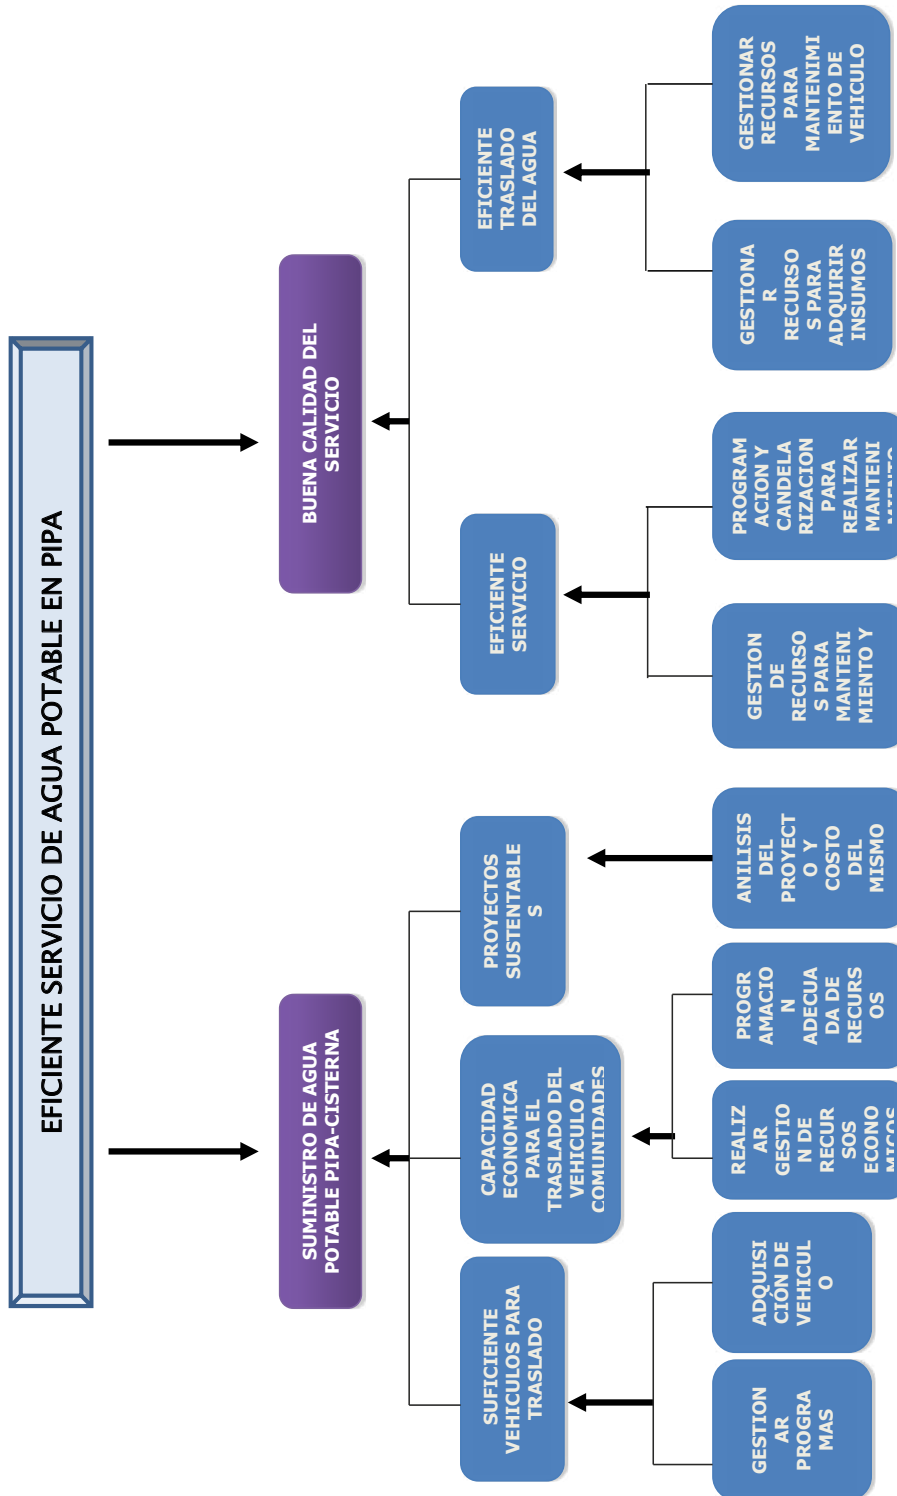 EFICIENTE SERVICIO DE AGUA POTABLE EN PIPA
SUMINISTRO DE AGUA
POTABLE PIPA-CISTERNA
BUENA CALIDAD DEL
SERVICIO
SUFICIENTE
VEHICULOS PARA
TRASLADO
CAPACIDAD
ECONOMICA
PARA EL
TRASLADO DEL
VEHICULO A
COMUNIDADES
PROYECTOS
SUSTENTABLE
S
EFICIENTE
SERVICIO
EFICIENTE
TRASLADO
DEL AGUA
GESTION
AR
PROGRA
MAS
ADQUISI
CIÓN DE
VEHICUL
O
REALIZ
AR
GESTIO
N DE
RECUR
SOS
ECONO
MICOS
PROGR
AMACIO
N
ADECUA
DA DE
RECURS
OS
ANILISIS
DEL
PROYECT
O Y
COSTO
DEL
MISMO
GESTION
DE
RECURSO
S PARA
MANTENI
MIENTO Y
PROGRAM
ACION Y
CANDELA
RIZACION
PARA
REALIZAR
MANTENI
MIENTO
GESTIONA
R
RECURSO
S PARA
ADQUIRIR
INSUMOS
GESTIONAR
RECURSOS
PARA
MANTENIMI
ENTO DE
VEHICULO